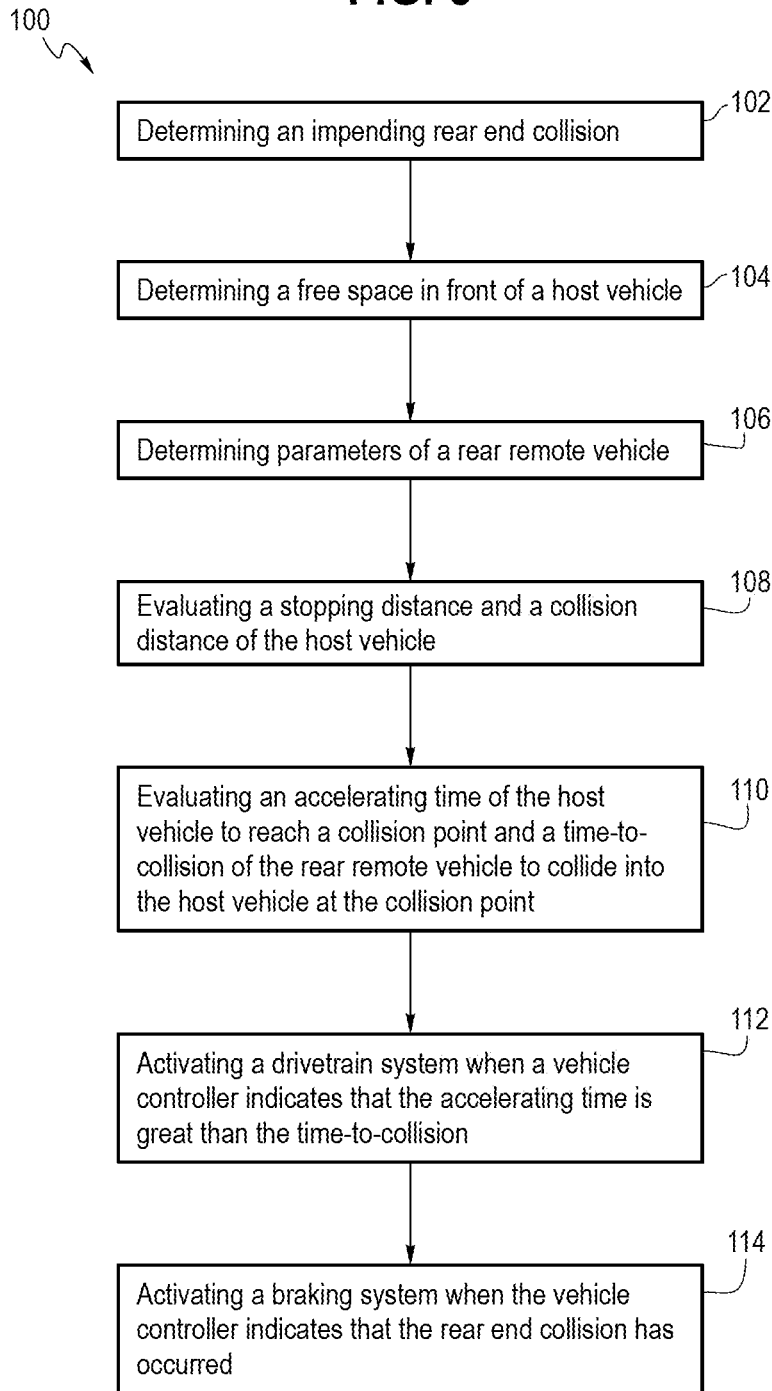 100
Determining an impending rear end collision
102
Determining a free space in front of a host vehicle
104
Determining parameters of a rear remote vehicle
106
Evaluating a stopping distance and a collision
distance of the host vehicle
108
Evaluating an accelerating time of the host
vehicle to reach a collision point and a time-to-
collision of the rear remote vehicle to collide into
the host vehicle at the collision point
110
Activating a drivetrain system when a vehicle
controller indicates that the accelerating time is
great than the time-to-collision
112
Activating a braking system when the vehicle
controller indicates that the rear end collision has
occurred
114